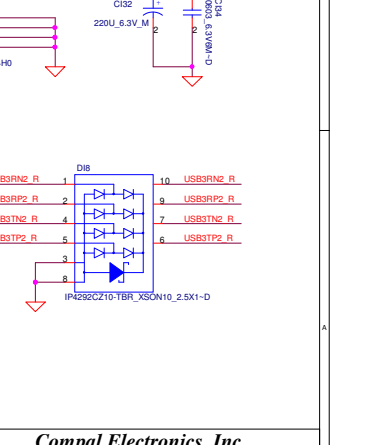 CI32
220U_6.3V_M
2
2
CI34
0603_6.3V6M~D
H0
DI8
B3RN2_R 1 10 USB3RN2_R
B3RP2_R 2 9 USB3RP2_R
B3TN2_R 4 7 USB3TN2_R
B3TP2_R 5 6 USB3TP2_R
3
8
IP4292CZ10-TBR_XSON10_2.5X1~D
A
Compal Electronics, Inc